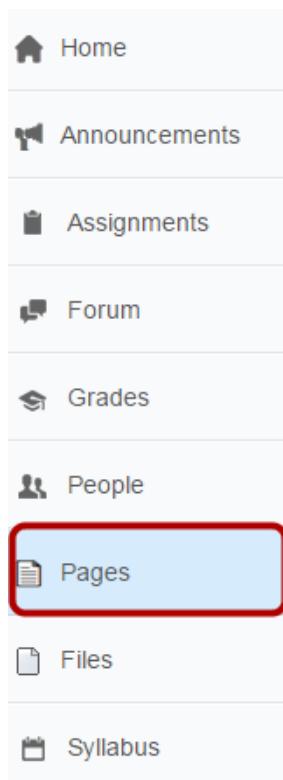 Home
Announcements
Assignments
Forum
Grades
People
Pages
Files
Syllabus